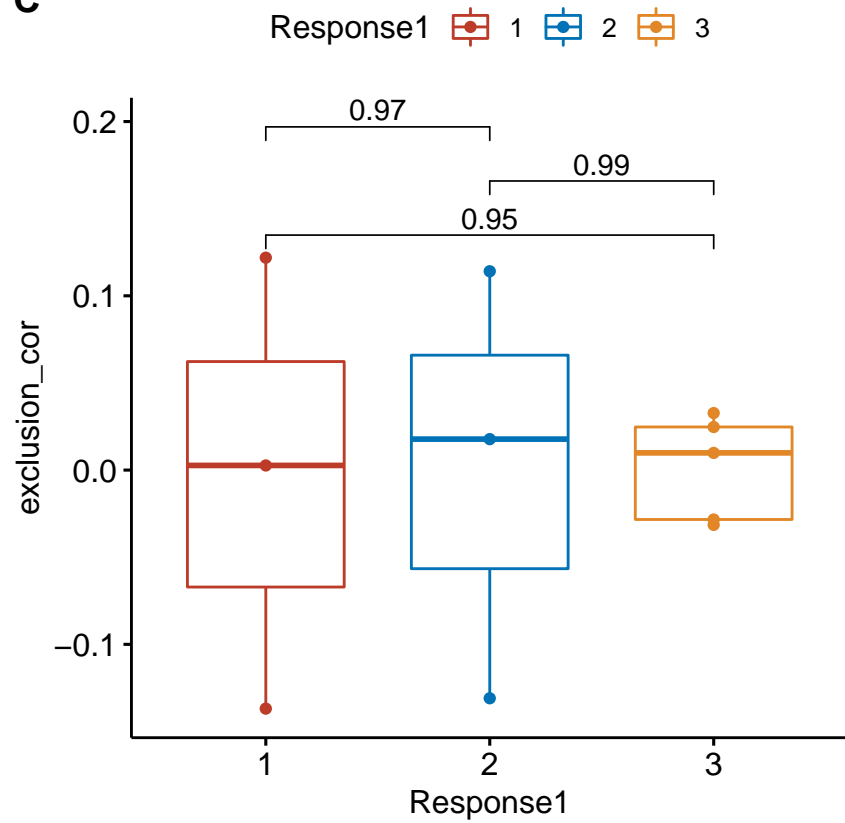 C
Response1 1 2 3
0.97
0.99
0.95
0.2
0.1
0.0
−0.1
exclusion_cor
1 2 3
Response1